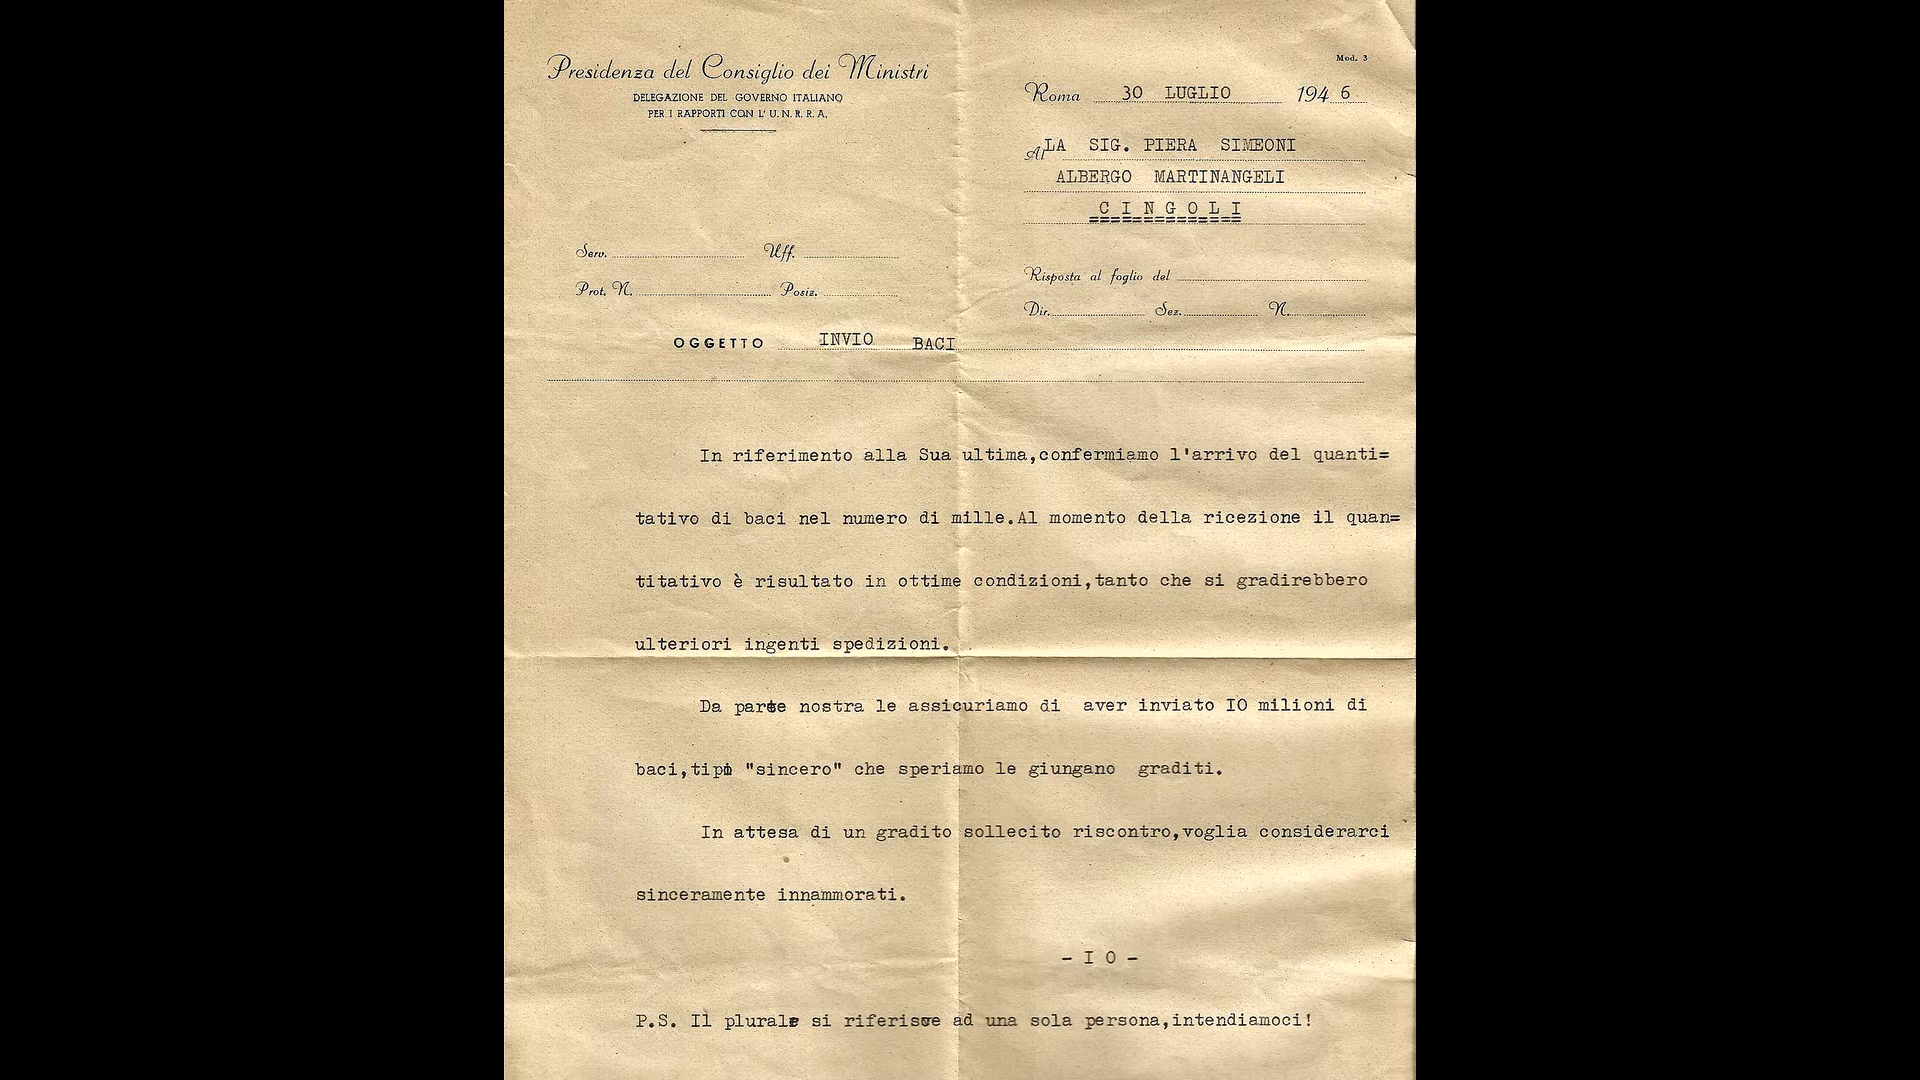 Presidenza del Consiglio dei Ministri
DELEGAZIONE DEL GOVERNO ITALIANO
PER I RAPPORTI CON L'U.N.R.R.A.
Mod. 3
Roma 30 LUGLIO 1946
Al LA SIG. PIERA SIMEONI
ALBERGO MARTINANGELI
CINGOLI
Serv. Uff.
Prot. N. Posiz.
Risposta al foglio del
Dir. Sez. N.
OGGETTO INVIO BACI
In riferimento alla Sua ultima,confermiamo l'arrivo del quanti=
tativo di baci nel numero di mille.Al momento della ricezione il quan=
titativo è risultato in ottime condizioni,tanto che si gradirebbero
ulteriori ingenti spedizioni.
Da parte nostra le assicuriamo di aver inviato IO milioni di
baci,tipo "sincero" che speriamo le giungano graditi.
In attesa di un gradito sollecito riscontro,voglia considerarci
sinceramente innammorati.
- I O -
P.S. Il plurale si riferisce ad una sola persona,intendiamoci!